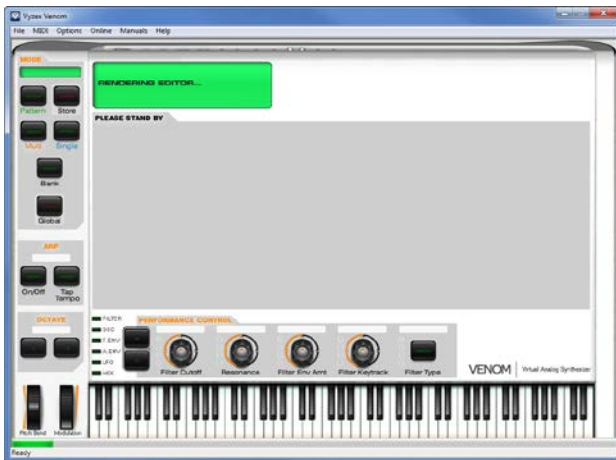 Vyzex Venom
File MIDI Options Online Manuals Help
MODE
Pattern Store
Multi Single
Bank
Global
ARP
On/Off Tap Tempo
OCTAVE
Pitch Bend Modulation
RENDERING EDITOR...
PLEASE STAND BY
FILTER
OSC
F. ENV
A. ENV
LFO
MIX
PERFORMANCE CONTROL
Filter Cutoff Resonance Filter Env Amt Filter Keytrack Filter Type
VENOM Virtual Analog Synthesizer
Ready